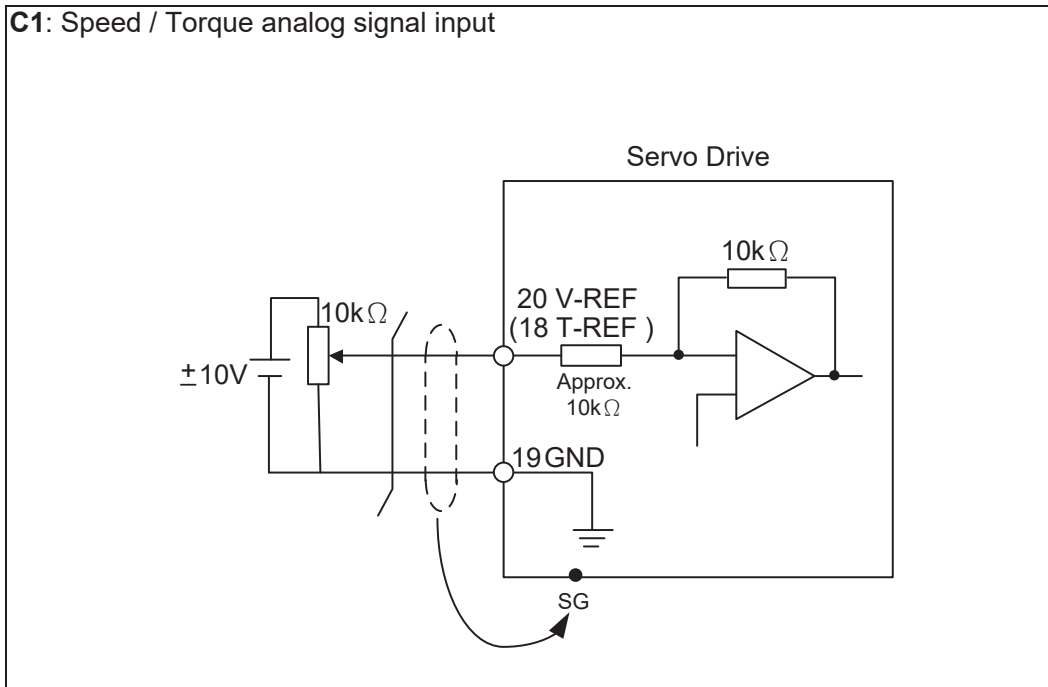 C1: Speed / Torque analog signal input
Servo Drive
10kΩ
20 V-REF
(18 T-REF )
10kΩ
Approx.
10kΩ
±10V
19 GND
SG